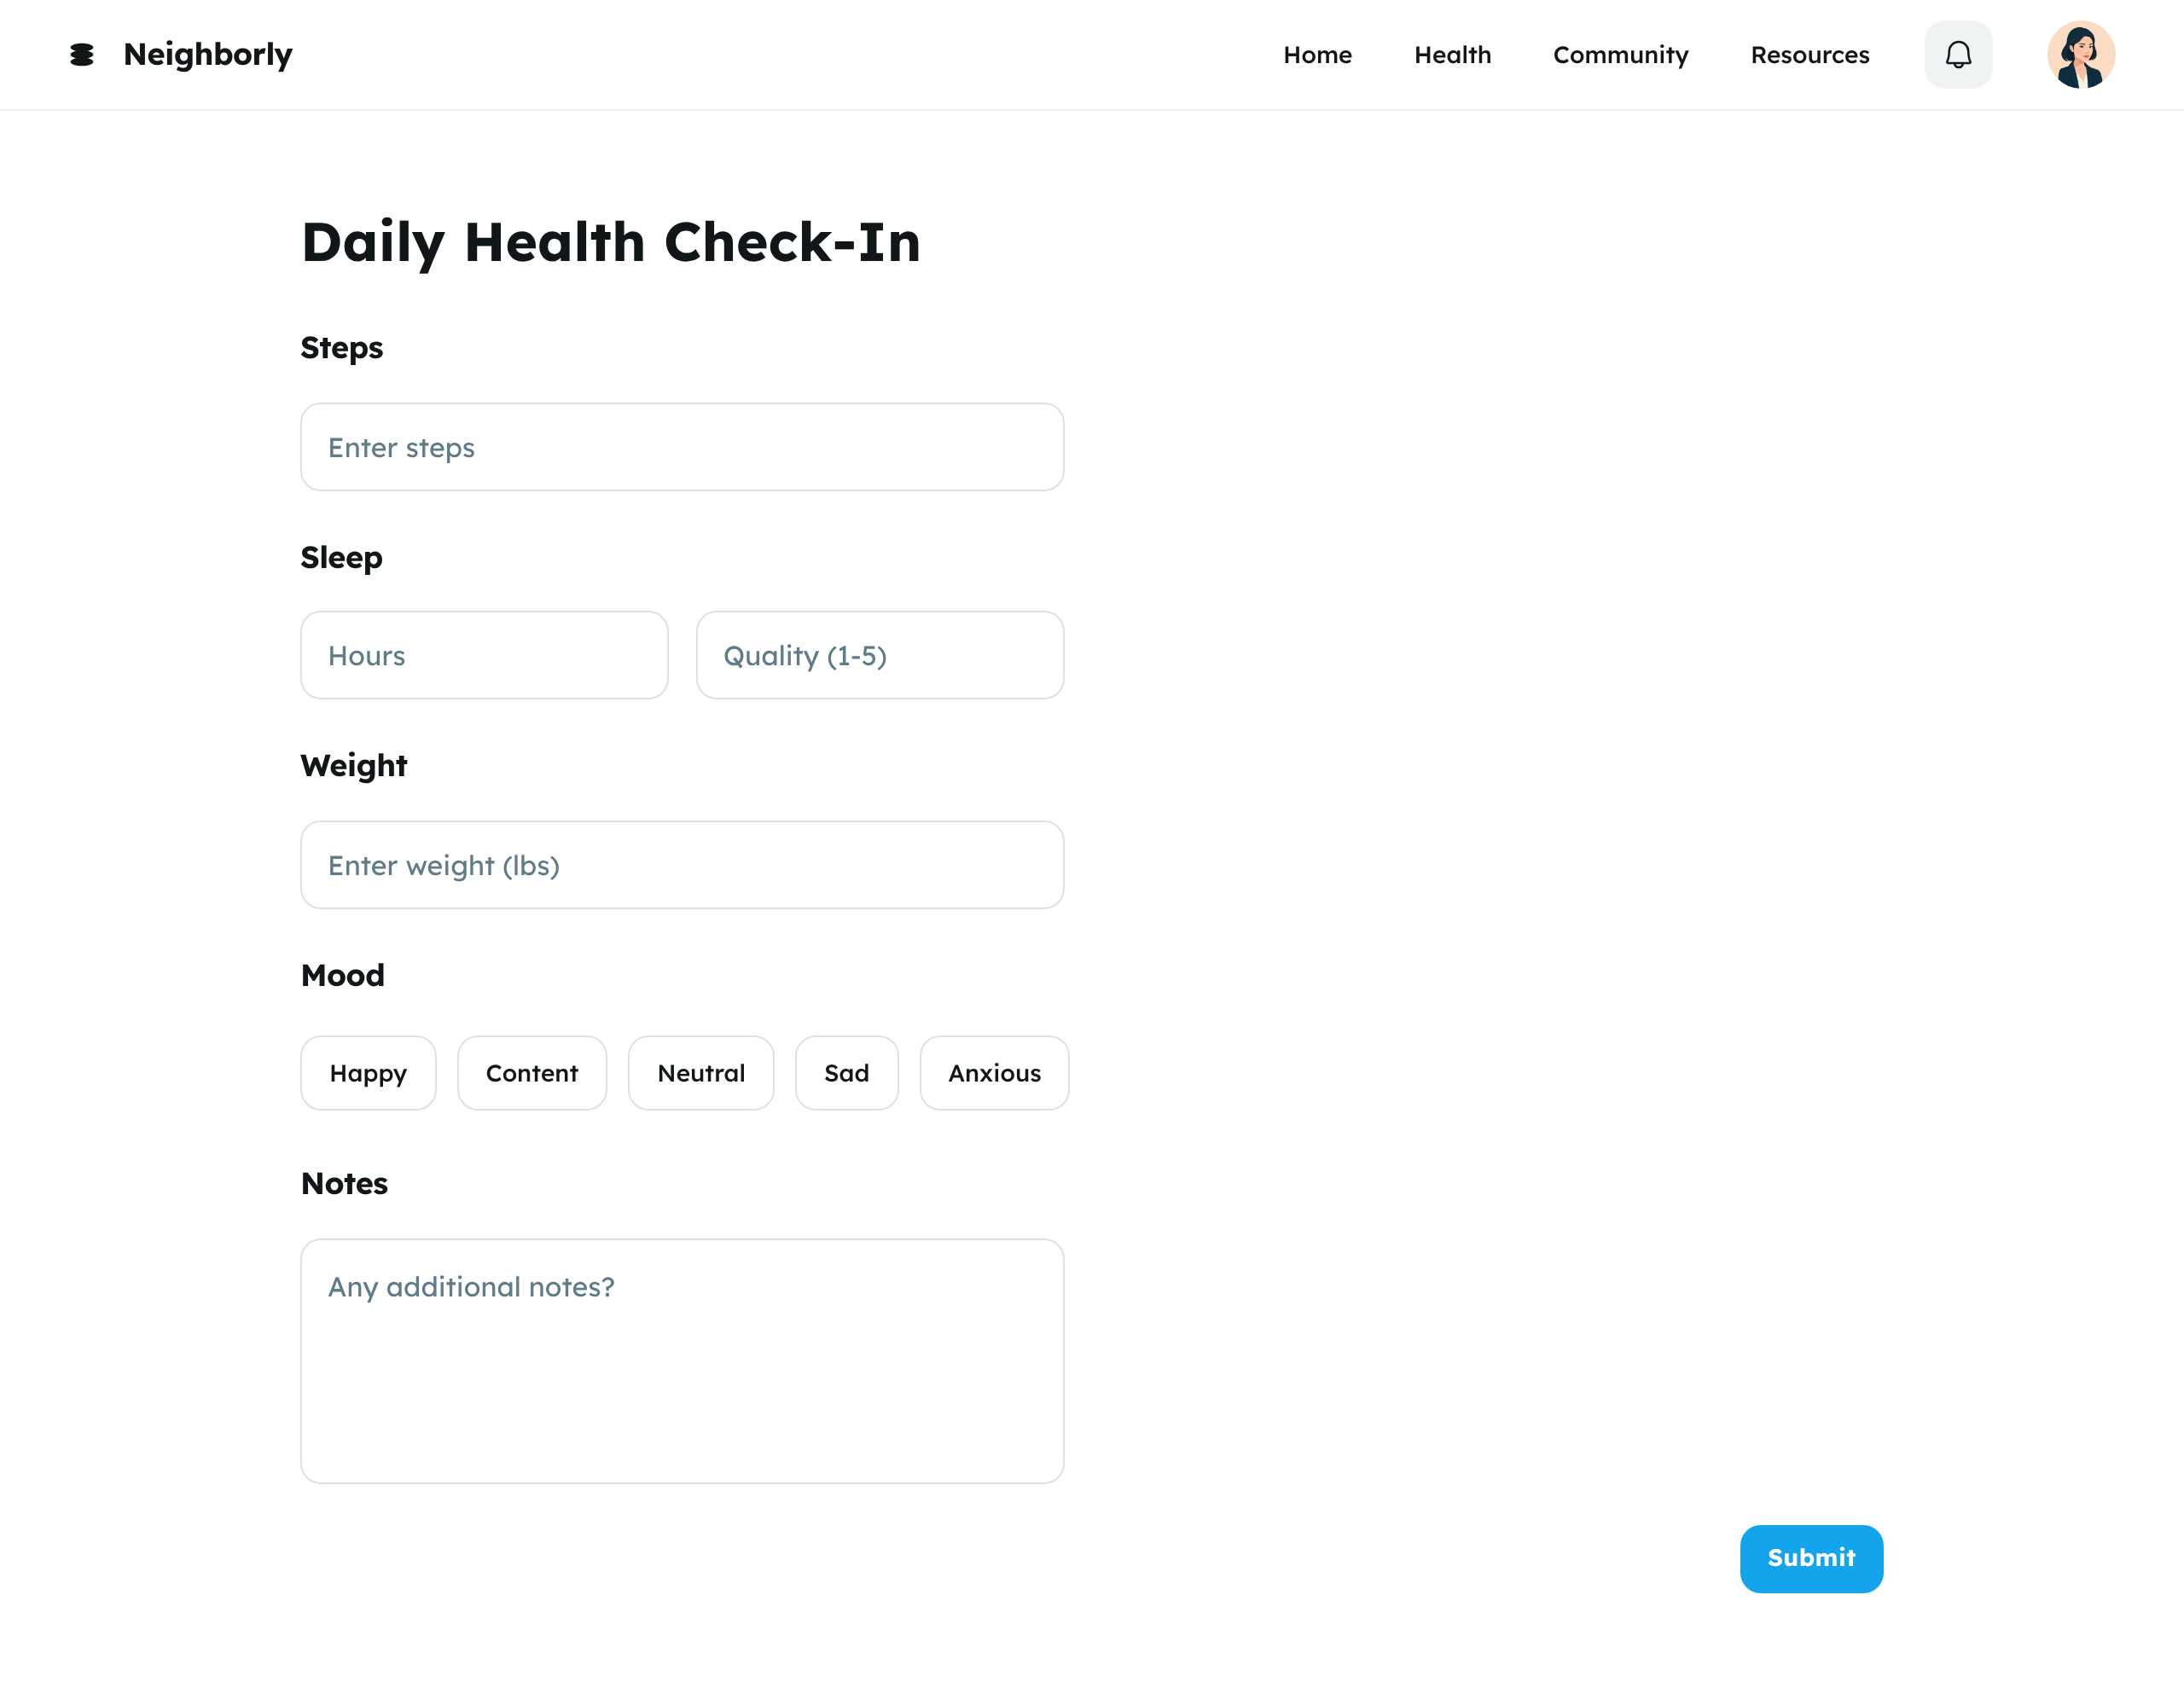 Neighborly
Home Health Community Resources
Daily Health Check-In
Steps
Enter steps
Sleep
Hours Quality (1-5)
Weight
Enter weight (lbs)
Mood
Happy Content Neutral Sad Anxious
Notes
Any additional notes?
Submit